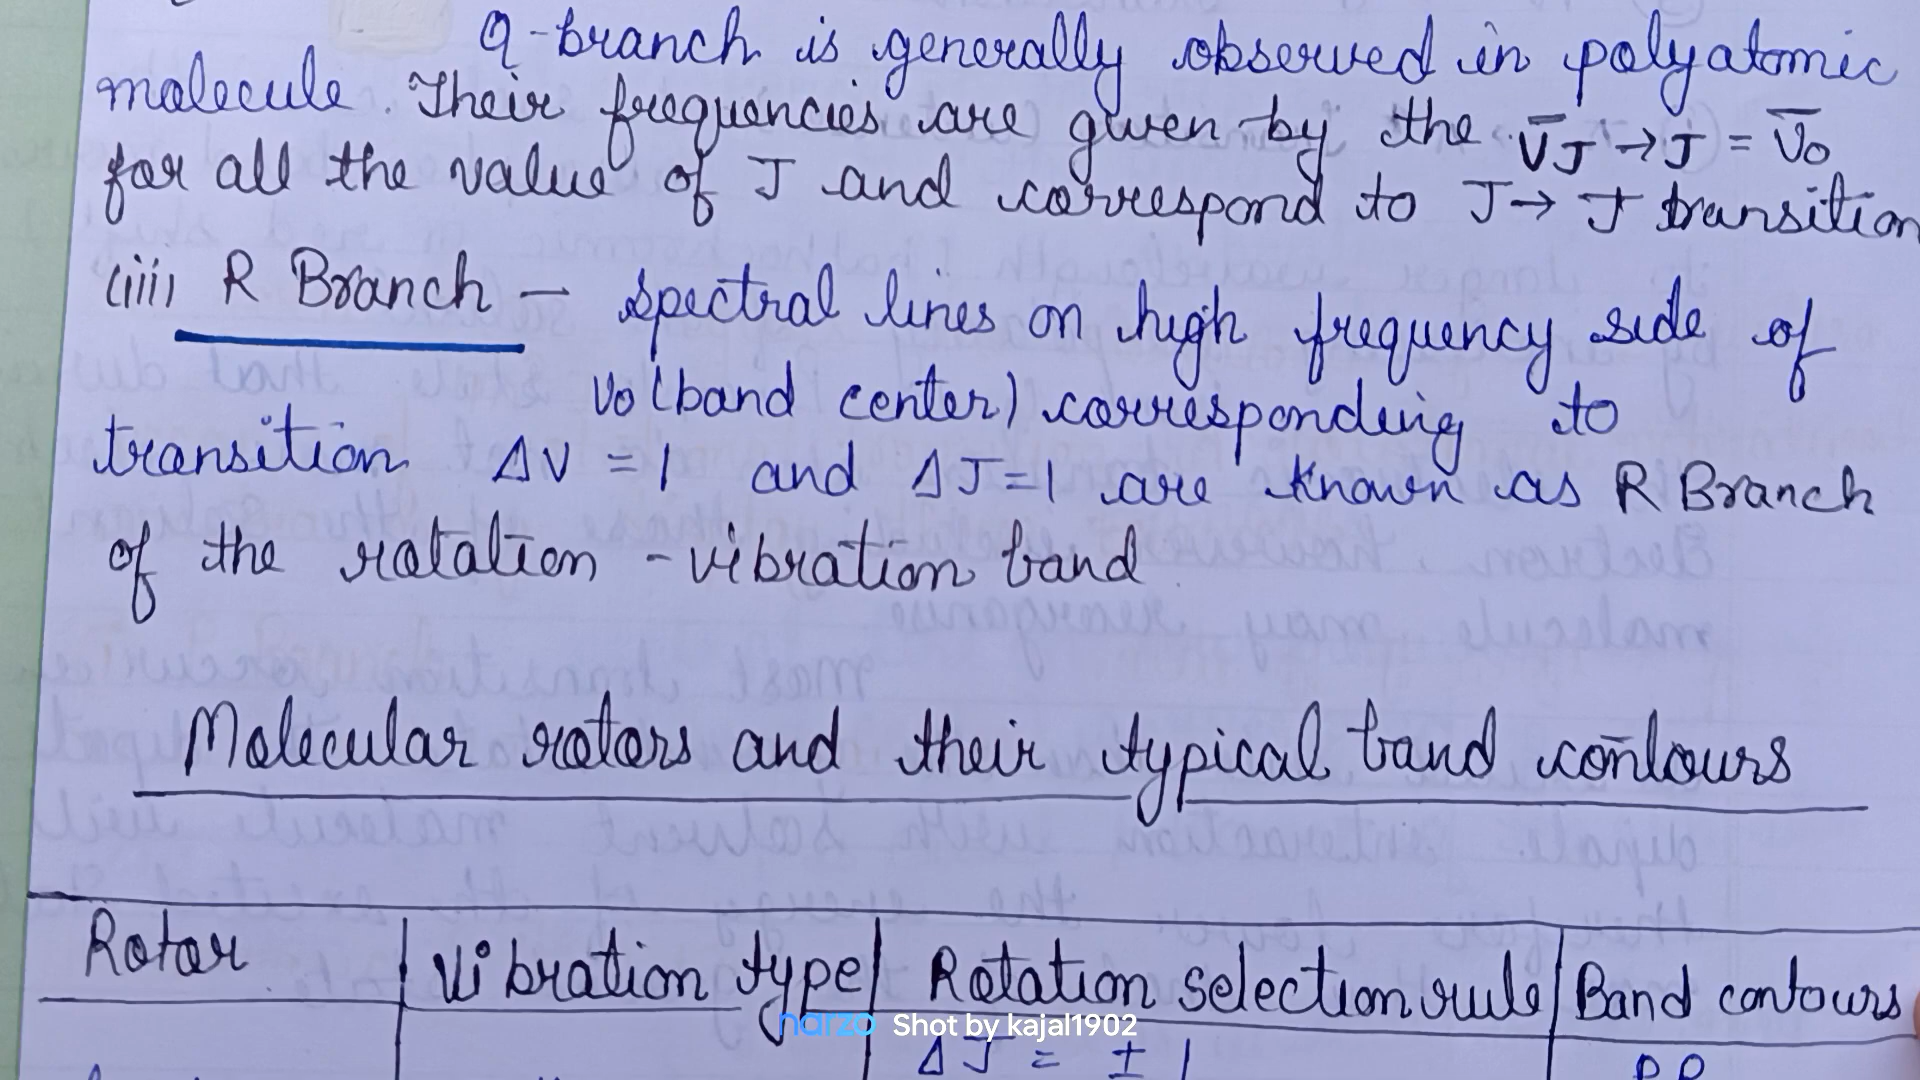 Q-branch is generally observed in polyatomic
molecule. Their frequencies are given by the ν̄J→J = ν̄0
for all the value of J and correspond to J→J transition
(iii) R Branch - spectral lines on high frequency side of
ν0 (band center) corresponding to
transition ΔV = 1 and ΔJ=1 are known as R Branch
of the rotation - vibration band
Molecular rotors and their typical band contours
Rotor | Vibration type | Rotation selection rule | Band contours
ΔJ = ± 1
narzo Shot by kajal1902